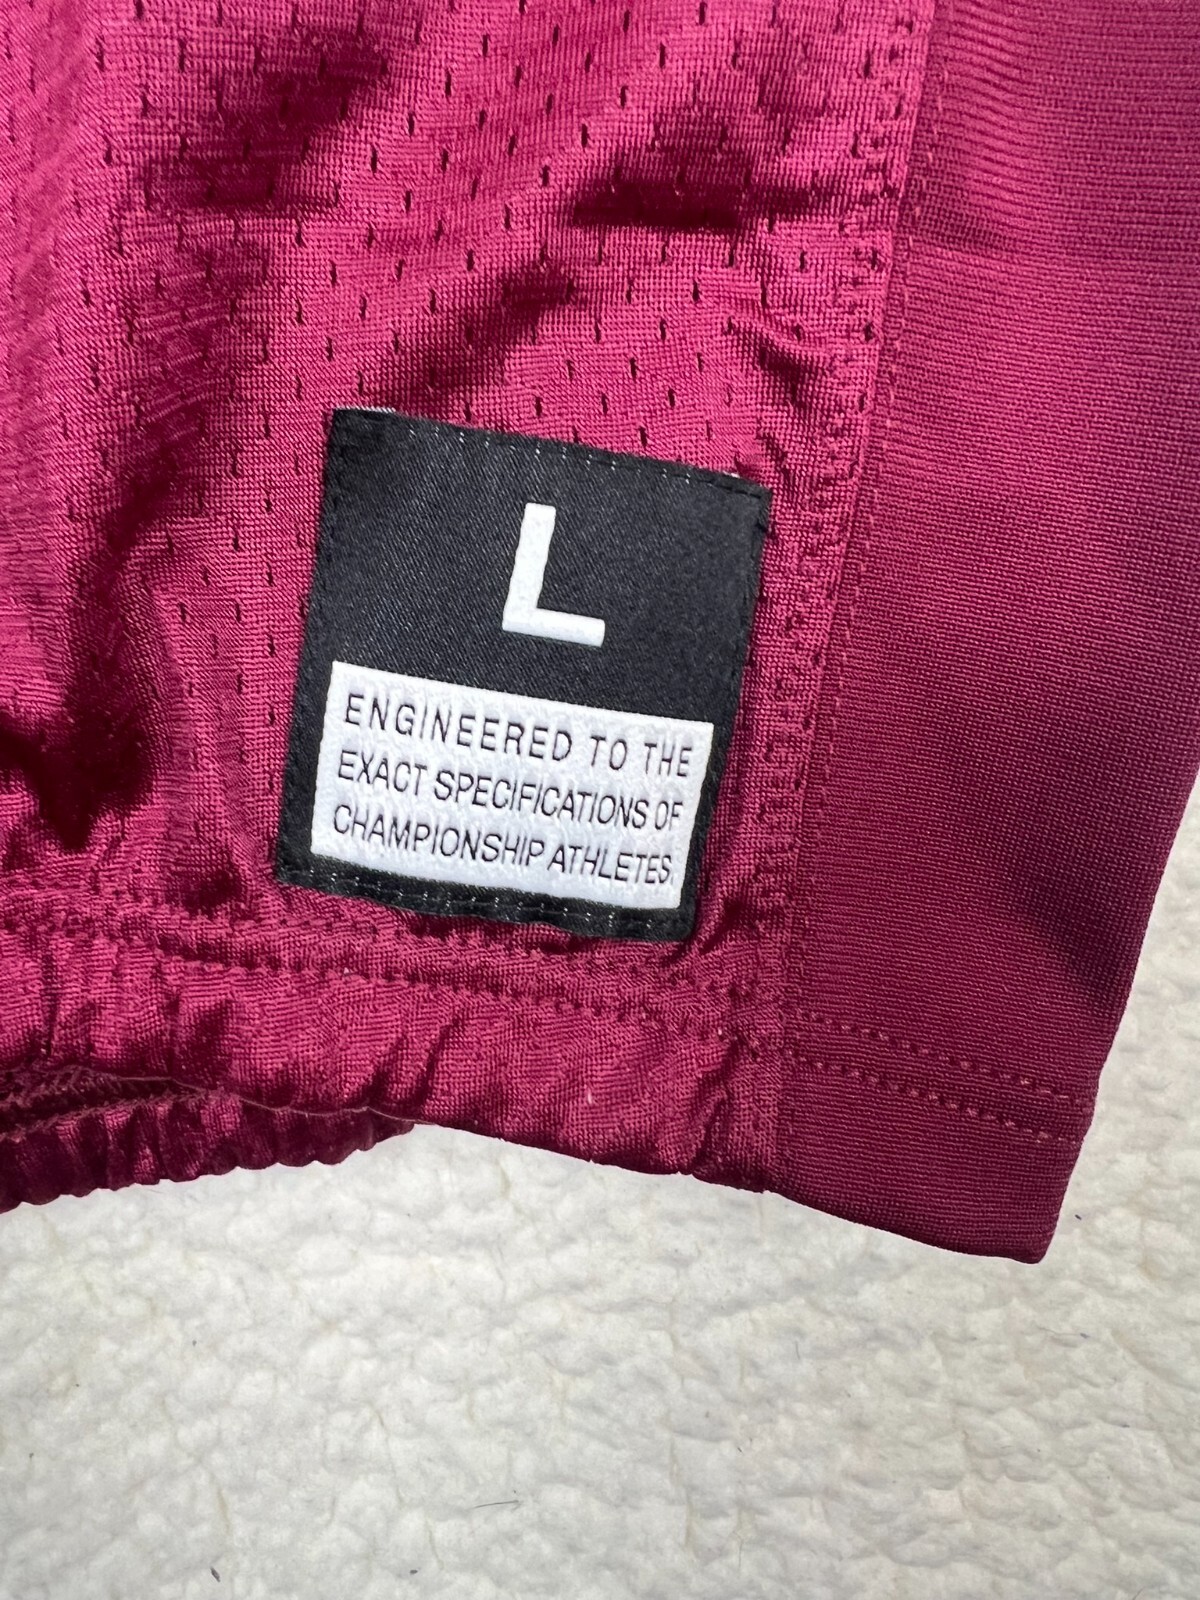 L
ENGINEERED TO THE
EXACT SPECIFICATIONS OF
CHAMPIONSHIP ATHLETES.